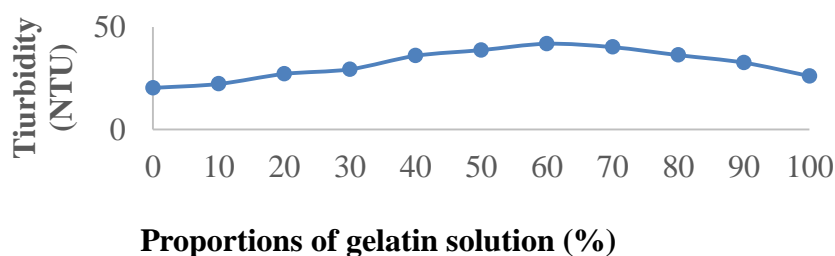 50
0
Tiurbidity
(NTU)
0 10 20 30 40 50 60 70 80 90 100
Proportions of gelatin solution (%)